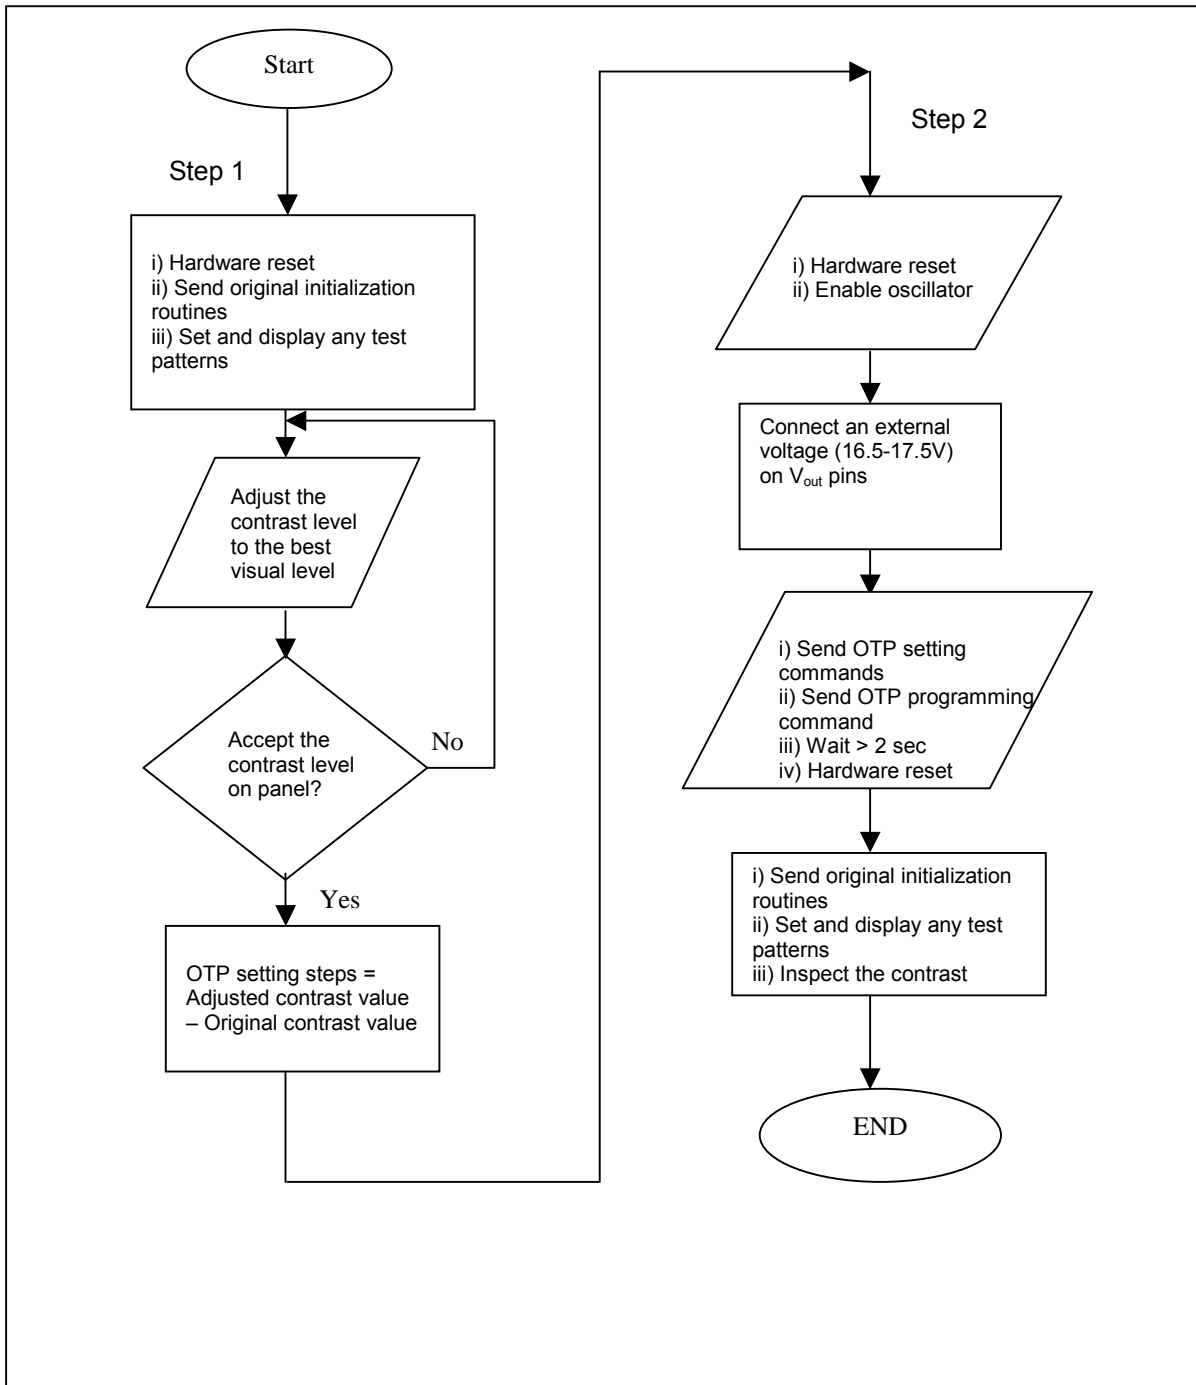 Start
Step 1
i) Hardware reset
ii) Send original initialization
routines
iii) Set and display any test
patterns
Adjust the
contrast level
to the best
visual level
Accept the
contrast level
on panel?
No
Yes
OTP setting steps =
Adjusted contrast value
– Original contrast value
Step 2
i) Hardware reset
ii) Enable oscillator
Connect an external
voltage (16.5-17.5V)
on Vout pins
i) Send OTP setting
commands
ii) Send OTP programming
command
iii) Wait > 2 sec
iv) Hardware reset
i) Send original initialization
routines
ii) Set and display any test
patterns
iii) Inspect the contrast
END